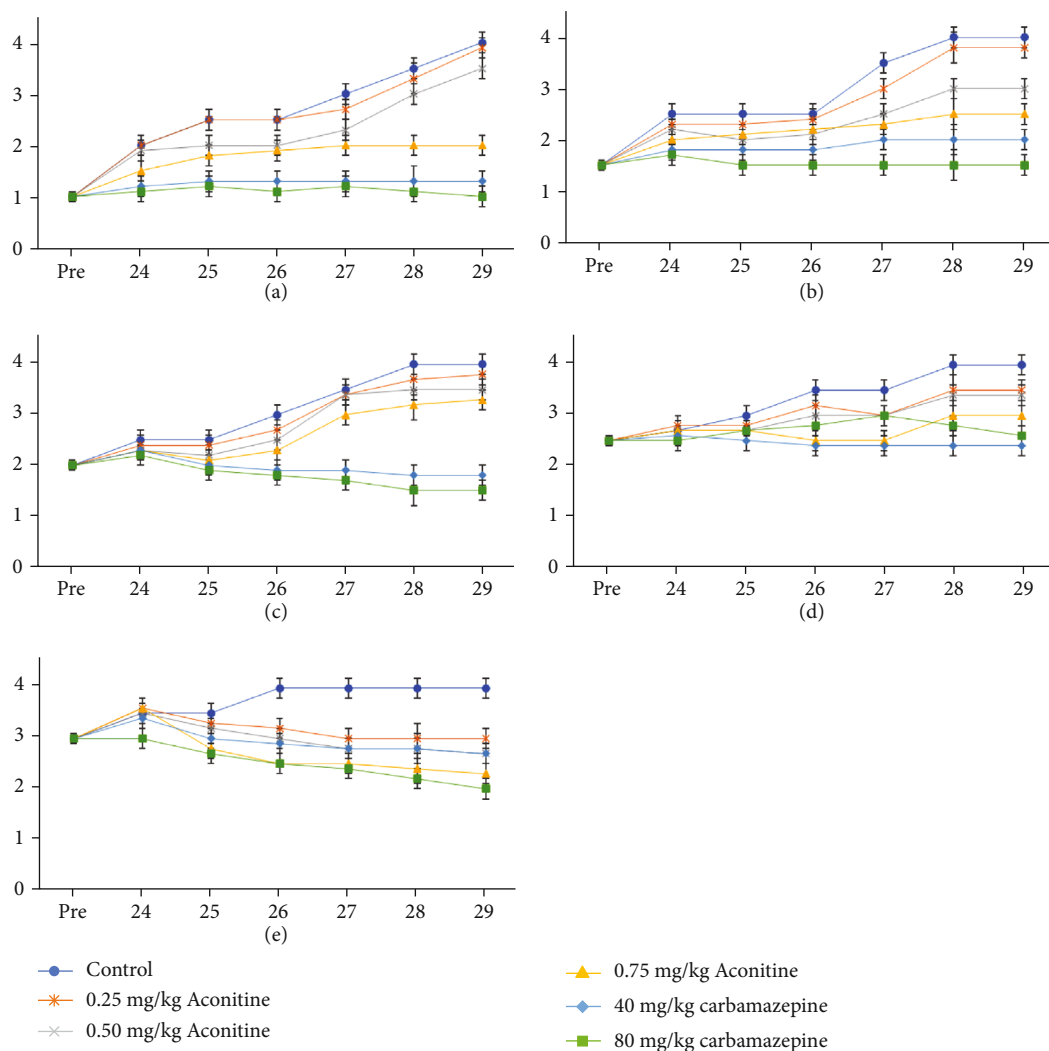 4
3
2
1
0
Pre 24 25 26 27 28 29
(a)
4
3
2
1
0
Pre 24 25 26 27 28 29
(b)
4
3
2
1
0
Pre 24 25 26 27 28 29
(c)
4
3
2
1
0
Pre 24 25 26 27 28 29
(d)
4
3
2
1
0
Pre 24 25 26 27 28 29
(e)
Control
0.25 mg/kg Aconitine
0.50 mg/kg Aconitine
0.75 mg/kg Aconitine
40 mg/kg carbamazepine
80 mg/kg carbamazepine